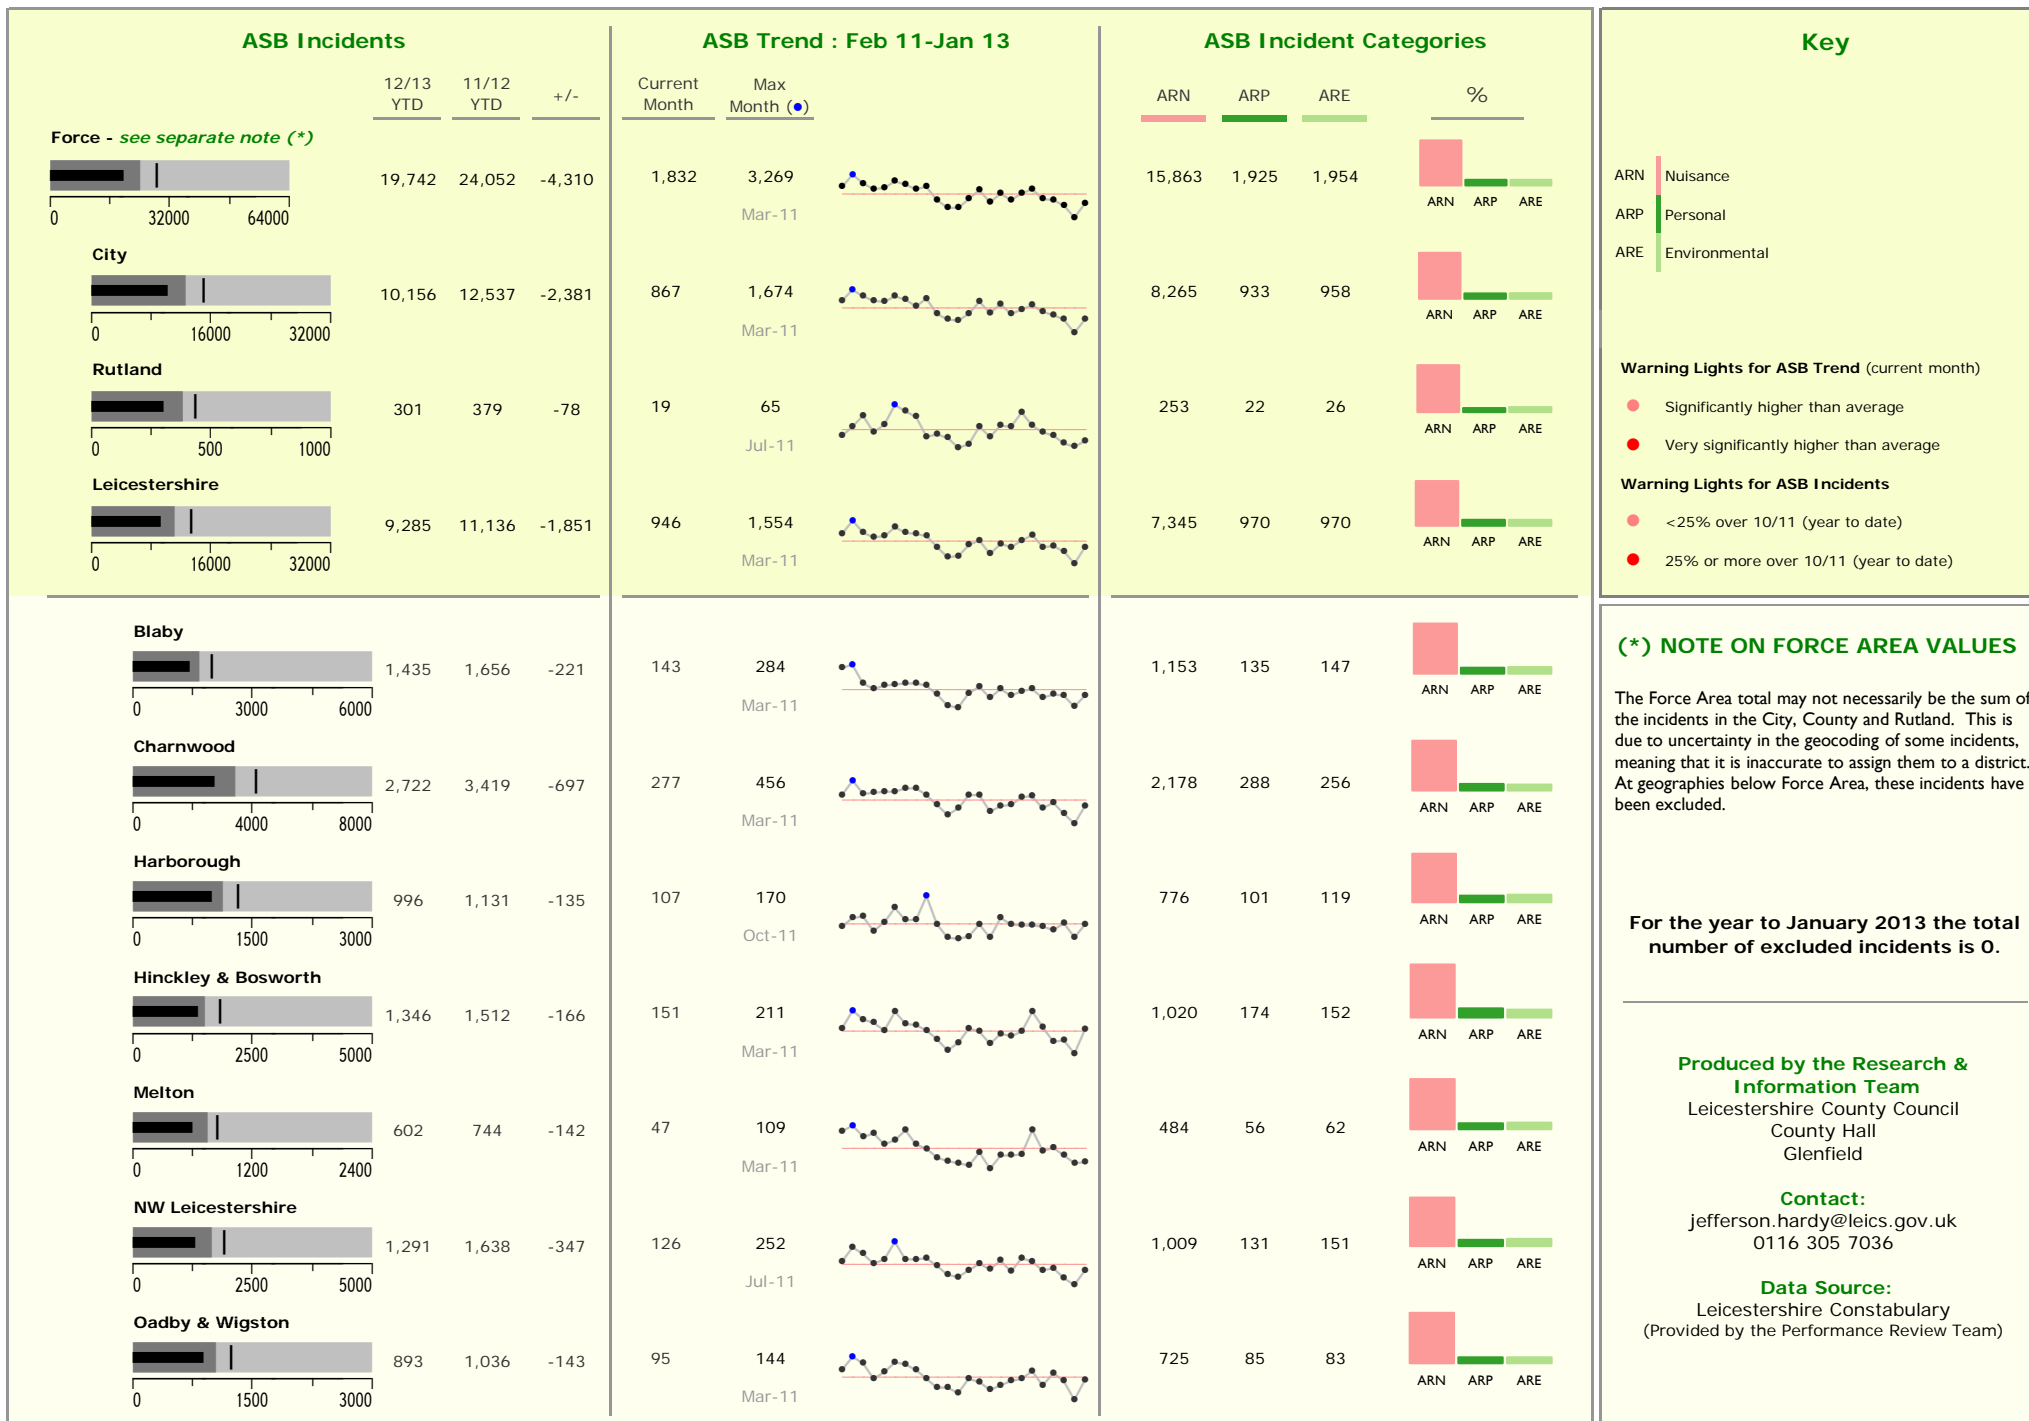 ASB Incidents
ASB Trend : Feb 11-Jan 13
ASB Incident Categories
Key
12/13 YTD
11/12 YTD
+/-
Current Month
Max Month (●)
ARN
ARP
ARE
%
Force - see separate note (*)
0 32000 64000
19,742 24,052 -4,310
1,832 3,269
Mar-11
15,863 1,925 1,954
ARN ARP ARE
City
0 16000 32000
10,156 12,537 -2,381
867 1,674
Mar-11
8,265 933 958
ARN ARP ARE
Rutland
0 500 1000
301 379 -78
19 65
Jul-11
253 22 26
ARN ARP ARE
Leicestershire
0 16000 32000
9,285 11,136 -1,851
946 1,554
Mar-11
7,345 970 970
ARN ARP ARE
Blaby
0 3000 6000
1,435 1,656 -221
143 284
Mar-11
1,153 135 147
ARN ARP ARE
Charnwood
0 4000 8000
2,722 3,419 -697
277 456
Mar-11
2,178 288 256
ARN ARP ARE
Harborough
0 1500 3000
996 1,131 -135
107 170
Oct-11
776 101 119
ARN ARP ARE
Hinckley & Bosworth
0 2500 5000
1,346 1,512 -166
151 211
Mar-11
1,020 174 152
ARN ARP ARE
Melton
0 1200 2400
602 744 -142
47 109
Mar-11
484 56 62
ARN ARP ARE
NW Leicestershire
0 2500 5000
1,291 1,638 -347
126 252
Jul-11
1,009 131 151
ARN ARP ARE
Oadby & Wigston
0 1500 3000
893 1,036 -143
95 144
Mar-11
725 85 83
ARN ARP ARE
ARN Nuisance
ARP Personal
ARE Environmental
Warning Lights for ASB Trend (current month)
Significantly higher than average
Very significantly higher than average
Warning Lights for ASB Incidents
<25% over 10/11 (year to date)
25% or more over 10/11 (year to date)
(*) NOTE ON FORCE AREA VALUES
The Force Area total may not necessarily be the sum of
the incidents in the City, County and Rutland. This is
due to uncertainty in the geocoding of some incidents,
meaning that it is inaccurate to assign them to a district.
At geographies below Force Area, these incidents have
been excluded.
For the year to January 2013 the total
number of excluded incidents is 0.
Produced by the Research &
Information Team
Leicestershire County Council
County Hall
Glenfield
Contact:
jefferson.hardy@leics.gov.uk
0116 305 7036
Data Source:
Leicestershire Constabulary
(Provided by the Performance Review Team)